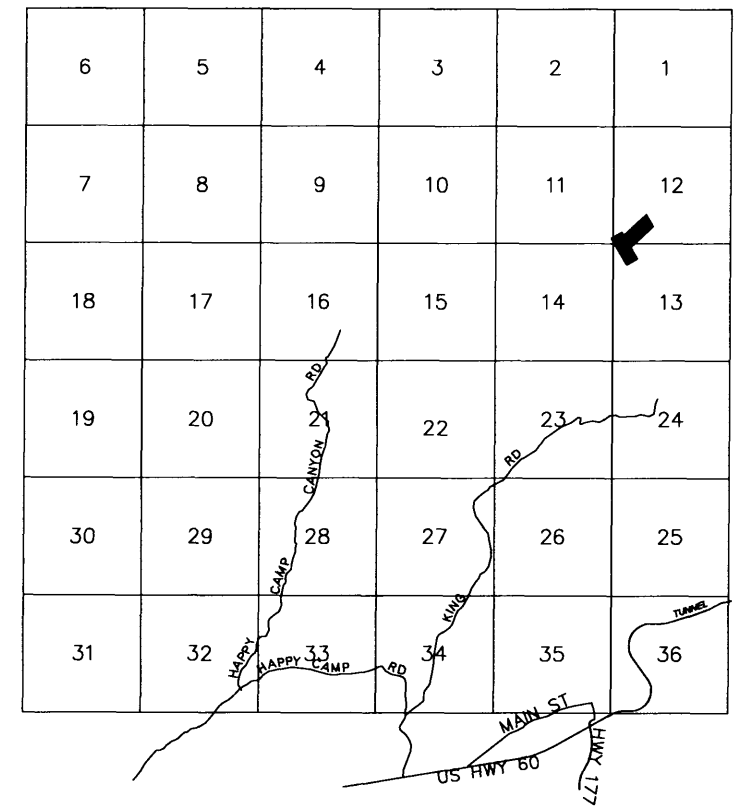 6 5 4 3 2 1
7 8 9 10 11 12
18 17 16 15 14 13
RD
19 20 21 22 23 24
CANYON
RD
30 29 28 27 26 25
CAMP
KING
TUNNEL
31 32 33 34 35 36
HAPPY
HAPPY CAMP RD
MAIN ST
US HWY 60
HWY 177